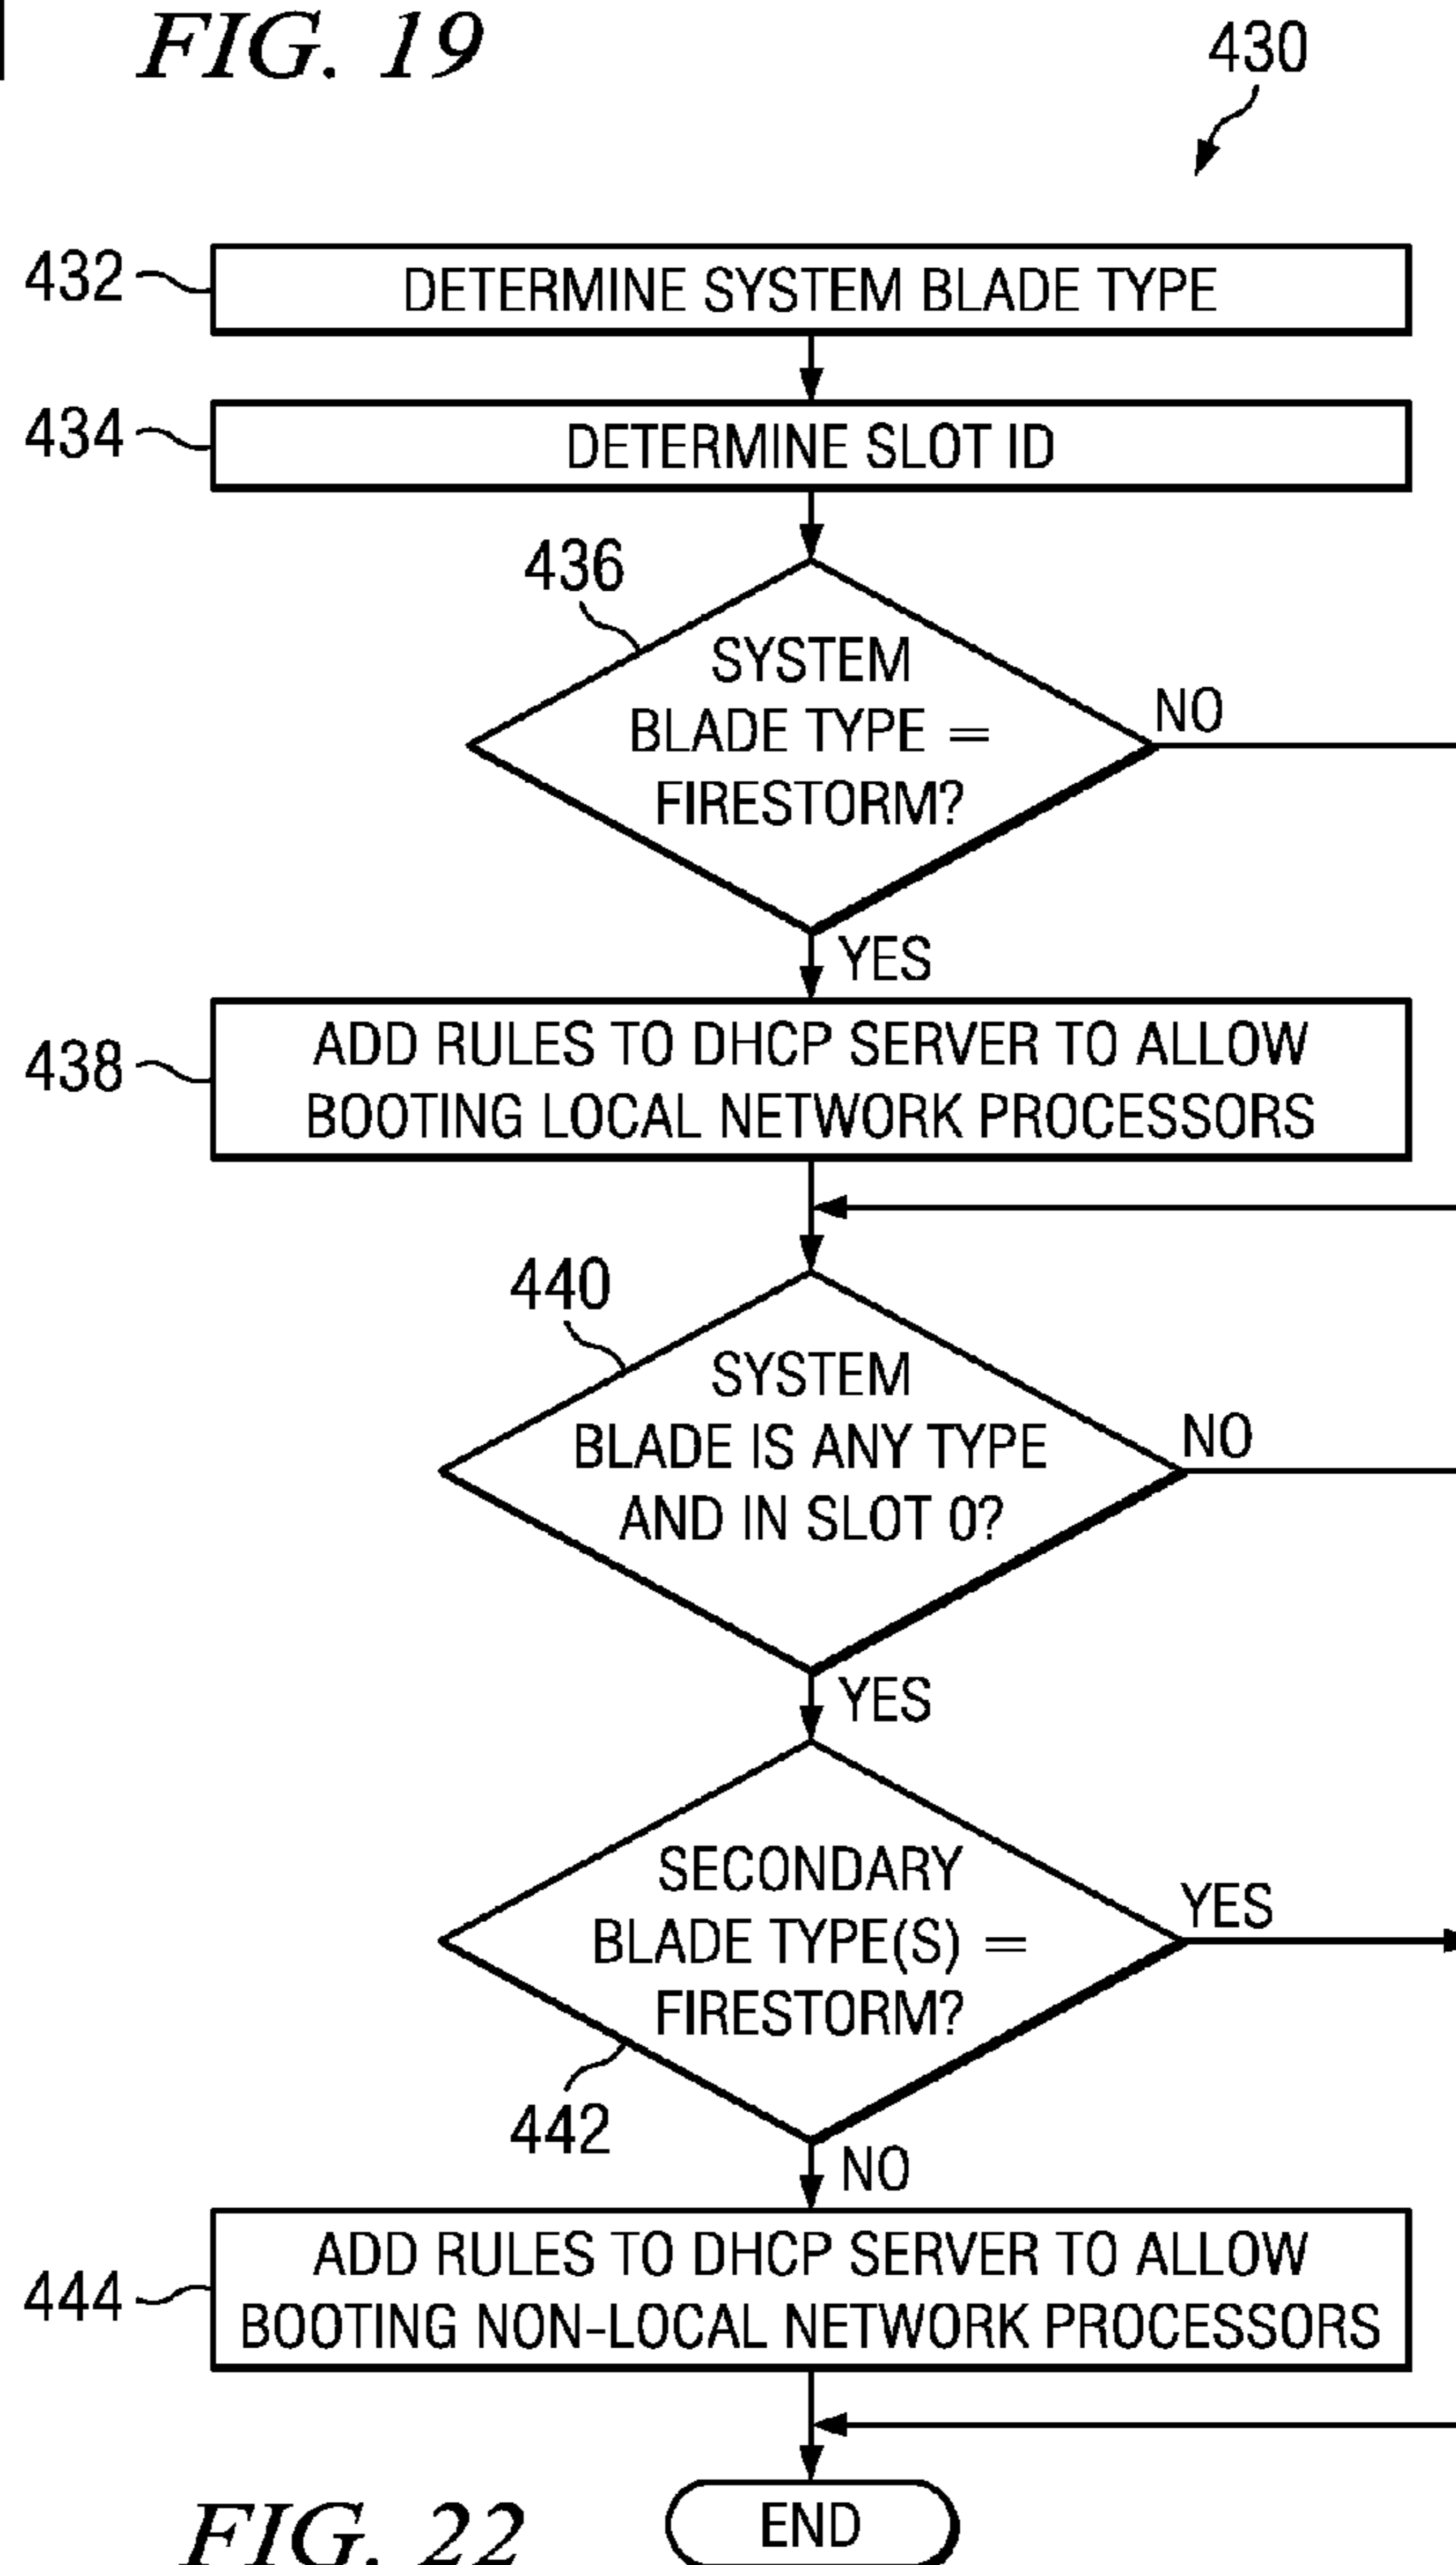 FIG. 19
430
432
DETERMINE SYSTEM BLADE TYPE
434
DETERMINE SLOT ID
436
SYSTEM
BLADE TYPE =
FIRESTORM?
NO
YES
438
ADD RULES TO DHCP SERVER TO ALLOW
BOOTING LOCAL NETWORK PROCESSORS
440
SYSTEM
BLADE IS ANY TYPE
AND IN SLOT 0?
NO
YES
SECONDARY
BLADE TYPE(S) =
FIRESTORM?
YES
442
NO
444
ADD RULES TO DHCP SERVER TO ALLOW
BOOTING NON-LOCAL NETWORK PROCESSORS
END
FIG. 22